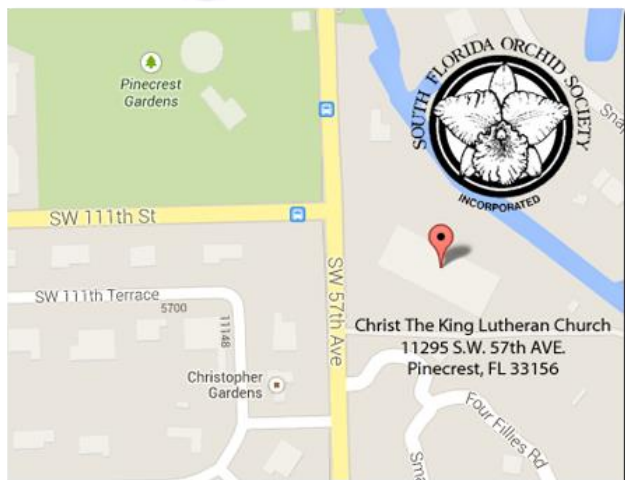 Pinecrest
Gardens
SOUTH FLORIDA ORCHID SOCIETY
INCORPORATED
SW 111th St
SW 57th Ave
SW 111th Terrace
5700
11148
Christ The King Lutheran Church
11295 S.W. 57th AVE.
Pinecrest, FL 33156
Christopher
Gardens
Four Fillies Rd